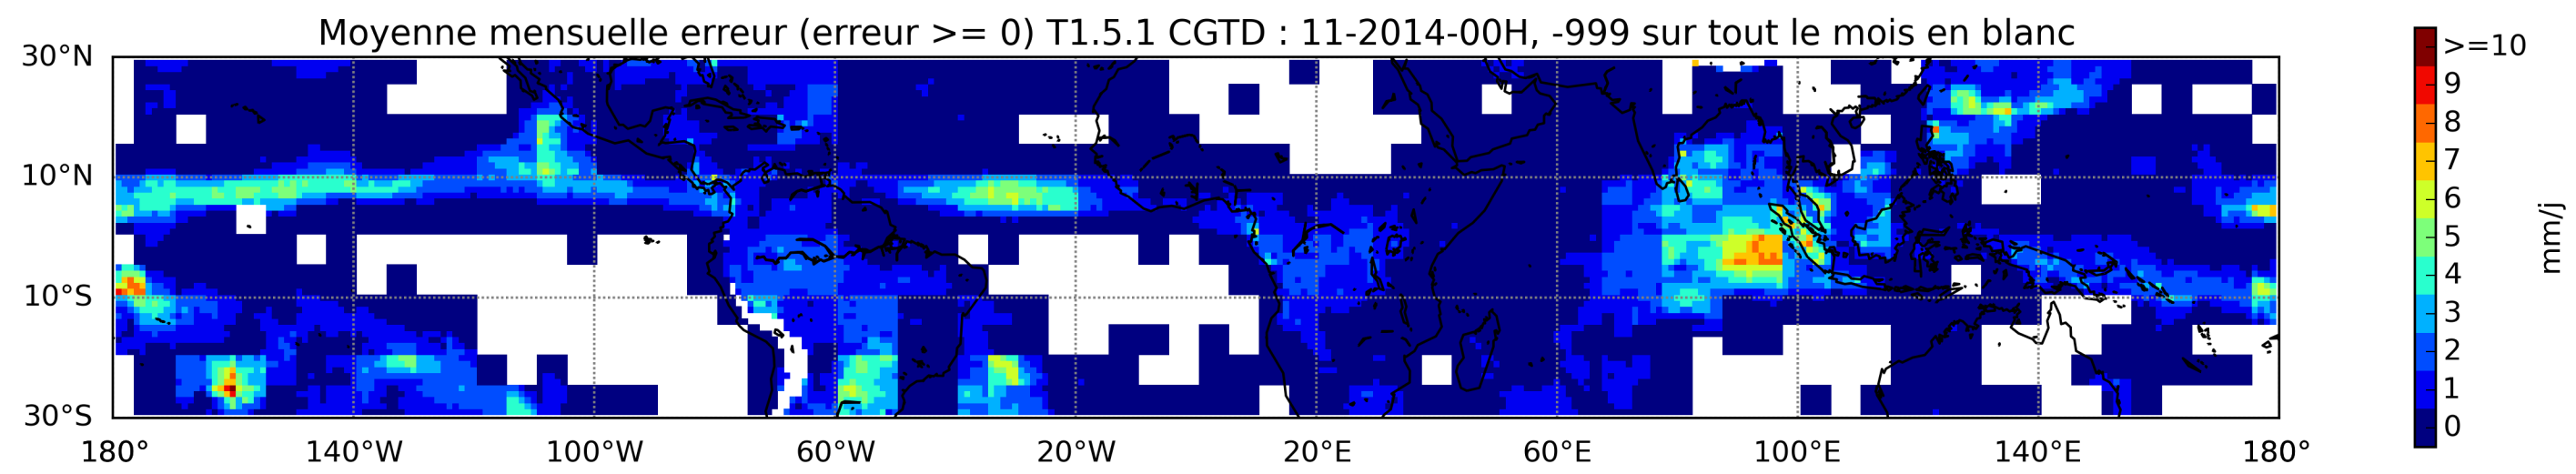 Moyenne mensuelle erreur (erreur >= 0) T1.5.1 CGTD : 11-2014-00H, -999 sur tout le mois en blanc
30°N
10°N
10°S
30°S
180° 140°W 100°W 60°W 20°W 20°E 60°E 100°E 140°E 180°
>=10
9
8
7
6
5
4
3
2
1
0
mm/j